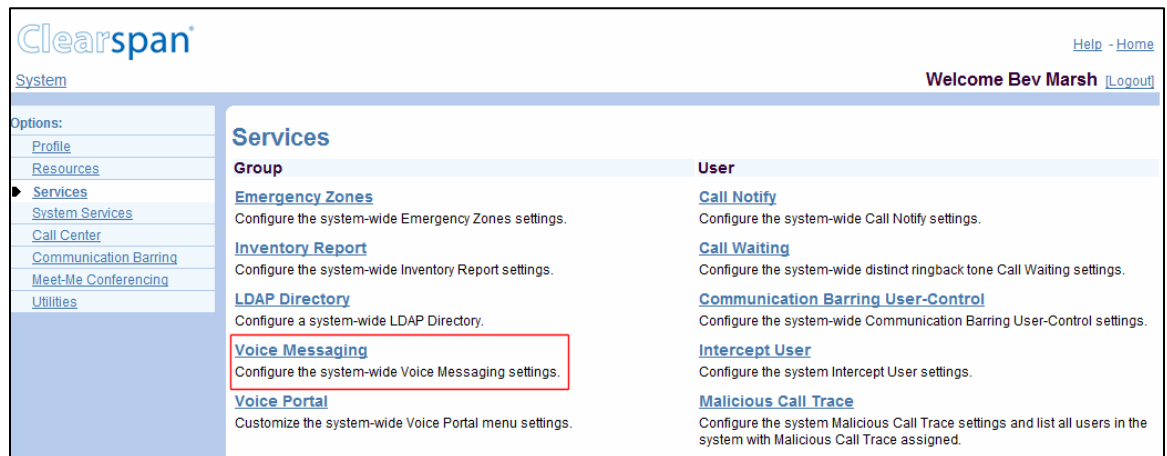 Clearspan
Help - Home
System
Welcome Bev Marsh [Logout]
Options:
Profile
Resources
Services
System Services
Call Center
Communication Barring
Meet-Me Conferencing
Utilities
Services
Group
Emergency Zones
Configure the system-wide Emergency Zones settings.
Inventory Report
Configure the system-wide Inventory Report settings.
LDAP Directory
Configure a system-wide LDAP Directory.
Voice Messaging
Configure the system-wide Voice Messaging settings.
Voice Portal
Customize the system-wide Voice Portal menu settings.
User
Call Notify
Configure the system-wide Call Notify settings.
Call Waiting
Configure the system-wide distinct ringback tone Call Waiting settings.
Communication Barring User-Control
Configure the system-wide Communication Barring User-Control settings.
Intercept User
Configure the system Intercept User settings.
Malicious Call Trace
Configure the system Malicious Call Trace settings and list all users in the
system with Malicious Call Trace assigned.